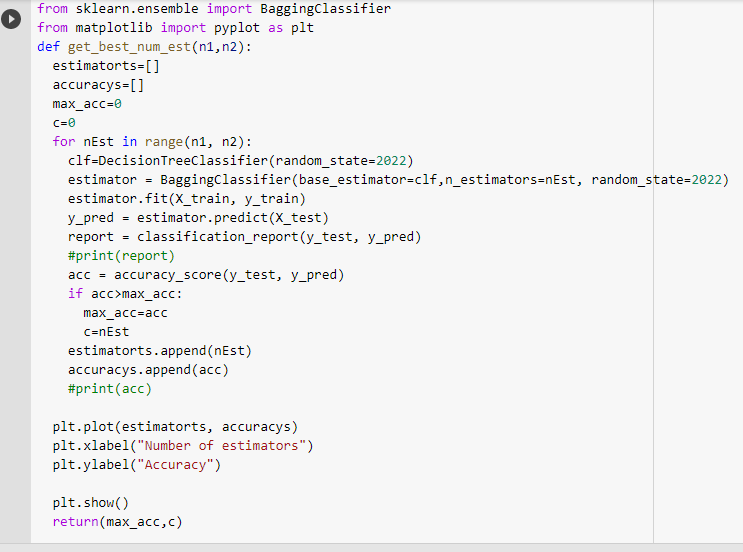 from sklearn.ensemble import BaggingClassifier
from matplotlib import pyplot as plt
def get_best_num_est(n1,n2):
  estimatorts=[]
  accuracys=[]
  max_acc=0
  c=0
  for nEst in range(n1, n2):
    clf=DecisionTreeClassifier(random_state=2022)
    estimator = BaggingClassifier(base_estimator=clf,n_estimators=nEst, random_state=2022)
    estimator.fit(X_train, y_train)
    y_pred = estimator.predict(X_test)
    report = classification_report(y_test, y_pred)
    #print(report)
    acc = accuracy_score(y_test, y_pred)
    if acc>max_acc:
      max_acc=acc
      c=nEst
    estimatorts.append(nEst)
    accuracys.append(acc)
    #print(acc)
  plt.plot(estimatorts, accuracys)
  plt.xlabel("Number of estimators")
  plt.ylabel("Accuracy")
  plt.show()
  return(max_acc,c)